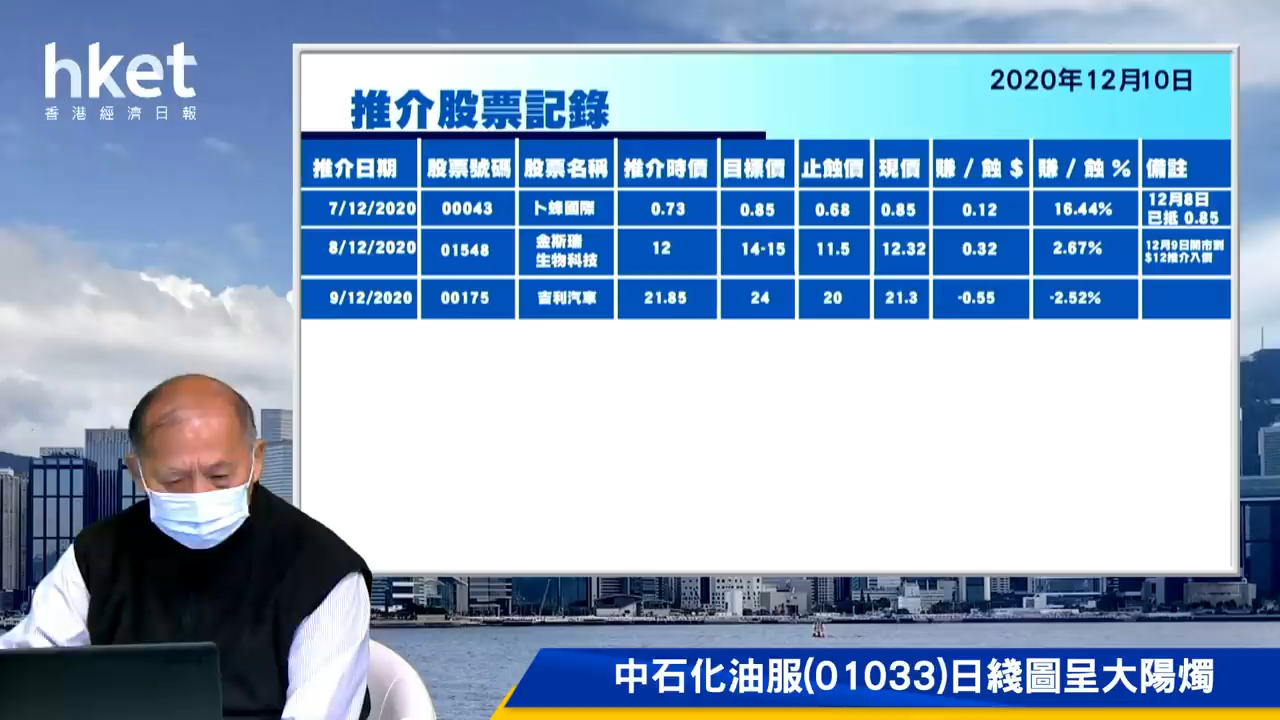 hket
香港經濟日報
2020年12月10日
推介股票記錄
推介日期 股票號碼 股票名稱 推介時價 目標價 止蝕價 現價 賺 / 蝕 $ 賺 / 蝕 % 備註
7/12/2020 00043 卜蜂國際 0.73 0.85 0.68 0.85 0.12 16.44% 12月8日
已抵 0.85
8/12/2020 01548 金斯瑞
生物科技 12 14-15 11.5 12.32 0.32 2.67% 12月9日開市到
$12推介入價
9/12/2020 00175 吉利汽車 21.85 24 20 21.3 -0.55 -2.52%
中石化油服(01033)日綫圖呈大陽燭